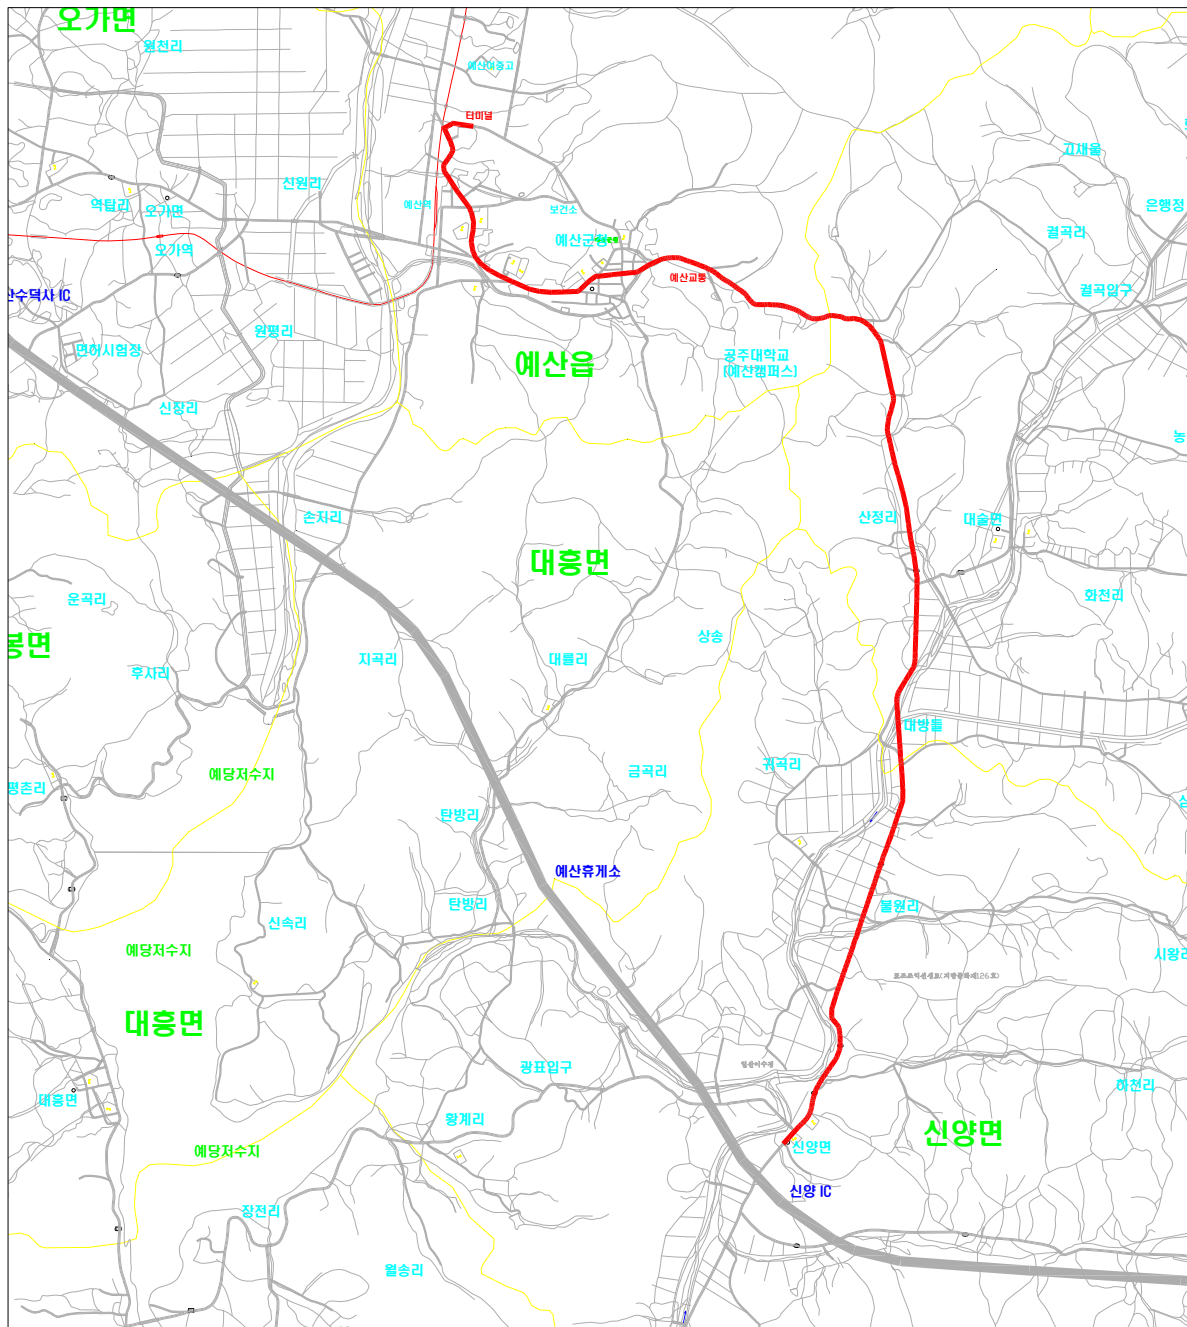 오가면
원천리
예산여중고
터미널
고재울
신원리
역탑리
오가면
예산역
보건소
은행정
예산군청
궐곡리
오가역
예산교통
궐곡입구
산수덕사 IC
원평리
면허시험장
예산읍
공주대학교
(예산캠퍼스)
신장리
농
손지리
산정리
대술면
대흥면
운곡리
화천리
봉면
상송
후사리
지곡리
대률리
대방들
예당저수지
금곡리
귀곡리
평촌리
탄방리
예산휴게소
탄방리
불원리
신속리
예당저수지
시왕리
대흥면
광표입구
하천리
대흥면
황계리
신양면
예당저수지
신양면
신양 IC
장전리
월송리